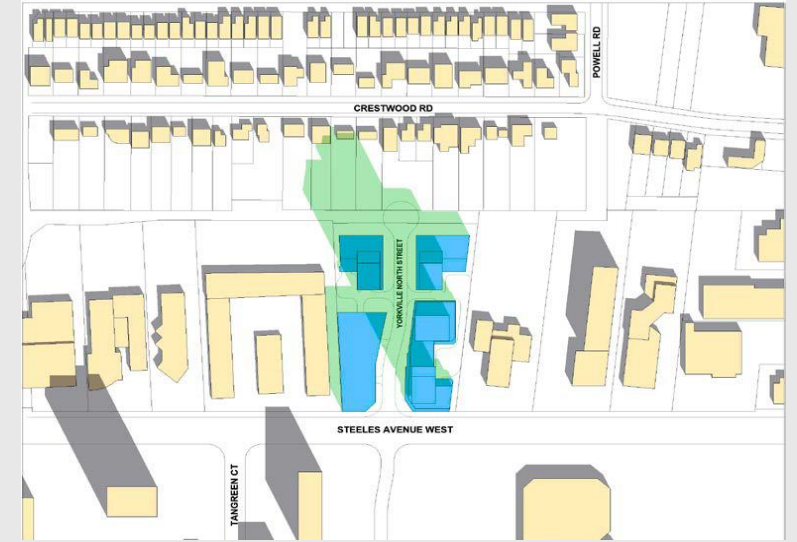 POWELL RD
CRESTWOOD RD
YORKVILLE NORTH STREET
STEELES AVENUE WEST
TANGREEN CT